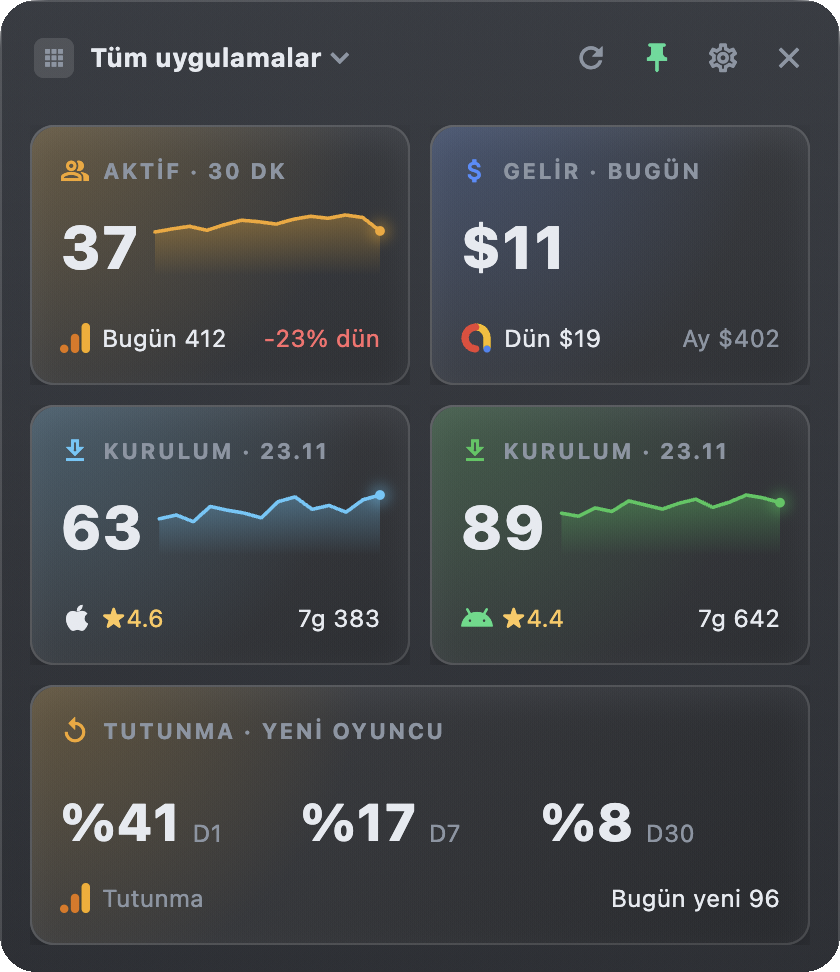 Tüm uygulamalar
AKTİF · 30 DK
37
Bugün 412 -23% dün
GELİR · BUGÜN
$11
Dün $19 Ay $402
KURULUM · 23.11
63
4.6 7g 383
KURULUM · 23.11
89
4.4 7g 642
TUTUNMA · YENİ OYUNCU
%41 D1 %17 D7 %8 D30
Tutunma Bugün yeni 96